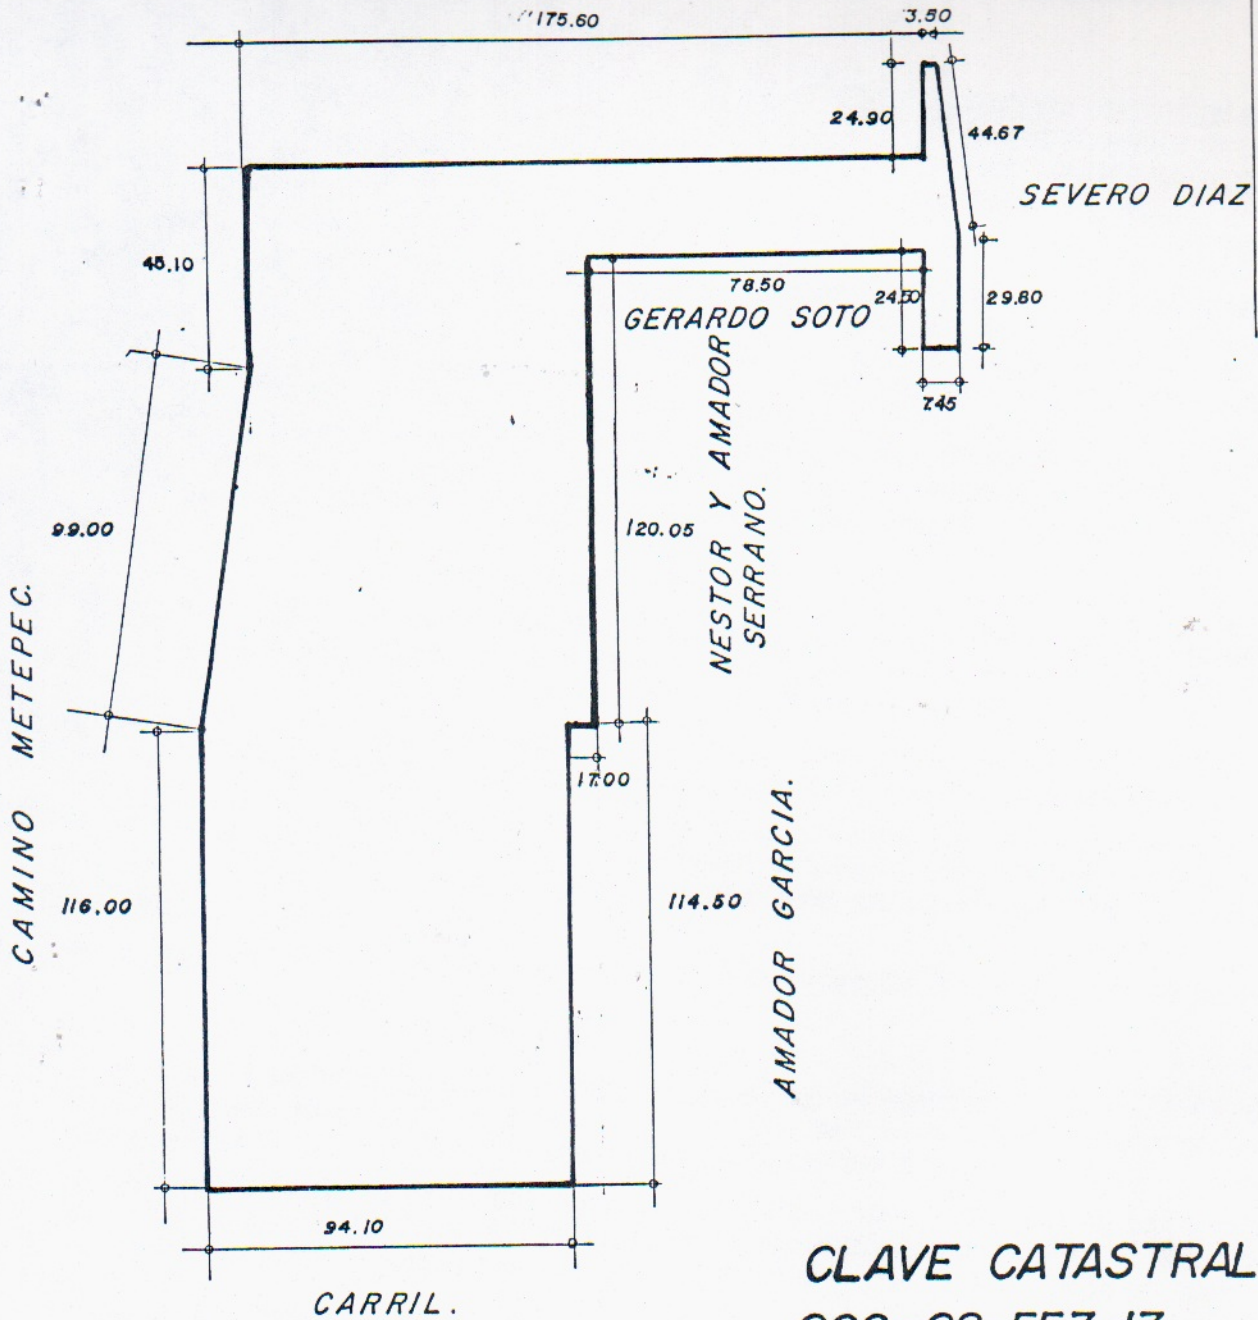 175.60
3.50
24.90
44.67
SEVERO DIAZ
45.10
78.50
24.50
29.80
GERARDO SOTO
7.45
99.00
120.05
NESTOR Y AMADOR
SERRANO.
CAMINO METEPEC.
17.00
116.00
114.50
AMADOR GARCIA.
94.10
CARRIL.
CLAVE CATASTRAL